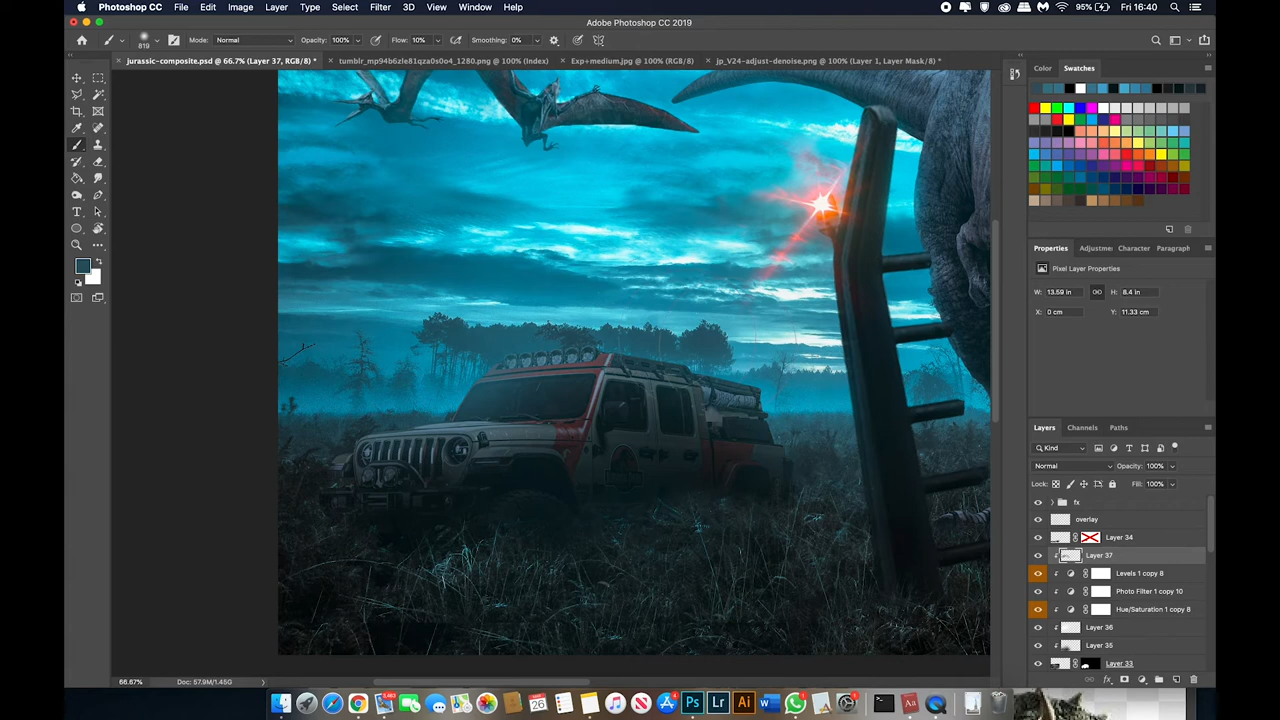 Photoshop CC File Edit Image Layer Type Select Filter 3D View Window Help 95% Fri 16:40
Adobe Photoshop CC 2019
819 Mode: Normal Opacity: 100% Flow: 10% Smoothing: 0%
jurassic-composite.psd @ 66.7% (Layer 37, RGB/8) * tumblr_mp94b6zle81qza0s0o4_1280.png @ 100% (Index) Exp+medium.jpg @ 100% (RGB/8) jp_V24-adjust-denoise.png @ 100% (Layer 1, Layer Mask/8) *
Color Swatches
Properties Adjustme: Character Paragraph
Pixel Layer Properties
W: 13.59 in H: 8.4 in
X: 0 cm Y: 11.33 cm
Layers Channels Paths
Kind
Normal Opacity: 100%
Lock: Fill: 100%
fx
overlay
Layer 34
Layer 37
Levels 1 copy 8
Photo Filter 1 copy 10
Hue/Saturation 1 copy 8
Layer 36
Layer 35
Layer 33
66.67% Doc: 57.9M/1.45G